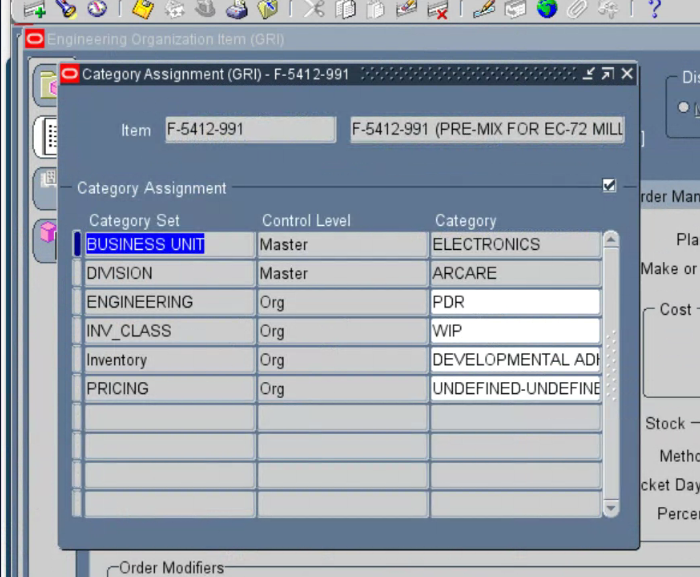 Engineering Organization Item (GRI)
Category Assignment (GRI) - F-5412-991
Item F-5412-991 F-5412-991 (PRE-MIX FOR EC-72 MILL
Category Assignment
Category Set Control Level Category
BUSINESS UNIT Master ELECTRONICS
DIVISION Master ARCARE
ENGINEERING Org PDR
INV_CLASS Org WIP
Inventory Org DEVELOPMENTAL ADH
PRICING Org UNDEFINED-UNDEFINE
Dis
rder Man
Pla
Make or
Cost
Stock
Metho
cket Day
Percen
Order Modifiers